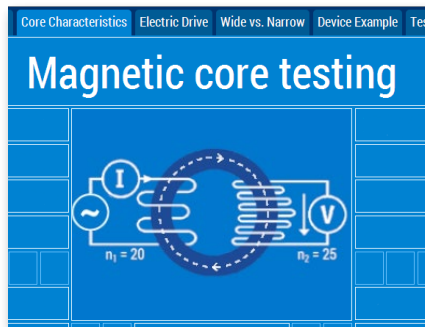 Core Characteristics Electric Drive Wide vs. Narrow Device Example
Magnetic core testing
I
V
n₁ = 20
n₂ = 25